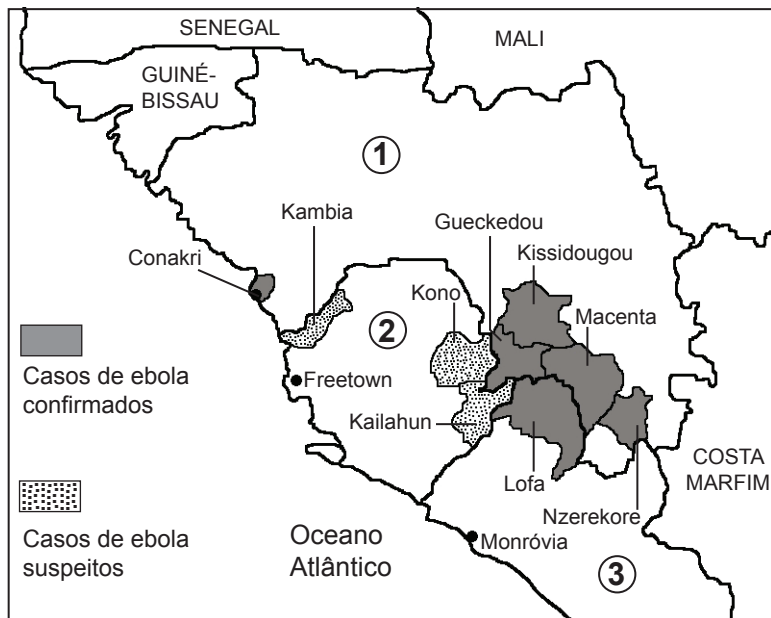 SENEGAL
MALI
GUINÉ-
BISSAU
1
Kambia
Gueckedou
Kissidougou
Conakri
Kono
Macenta
2
Casos de ebola
confirmados
Freetown
Kailahun
COSTA
MARFIM
Lofa
Nzerekore
Casos de ebola
suspeitos
Oceano
Atlântico
Monróvia
3